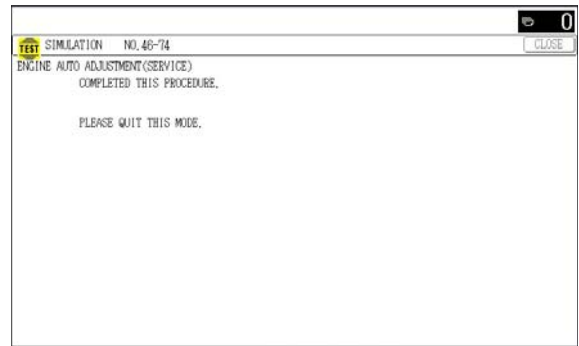 0
TEST SIMULATION NO.46-74 CLOSE
ENGINE AUTO ADJUSTMENT(SERVICE)
COMPLETED THIS PROCEDURE.
PLEASE QUIT THIS MODE.